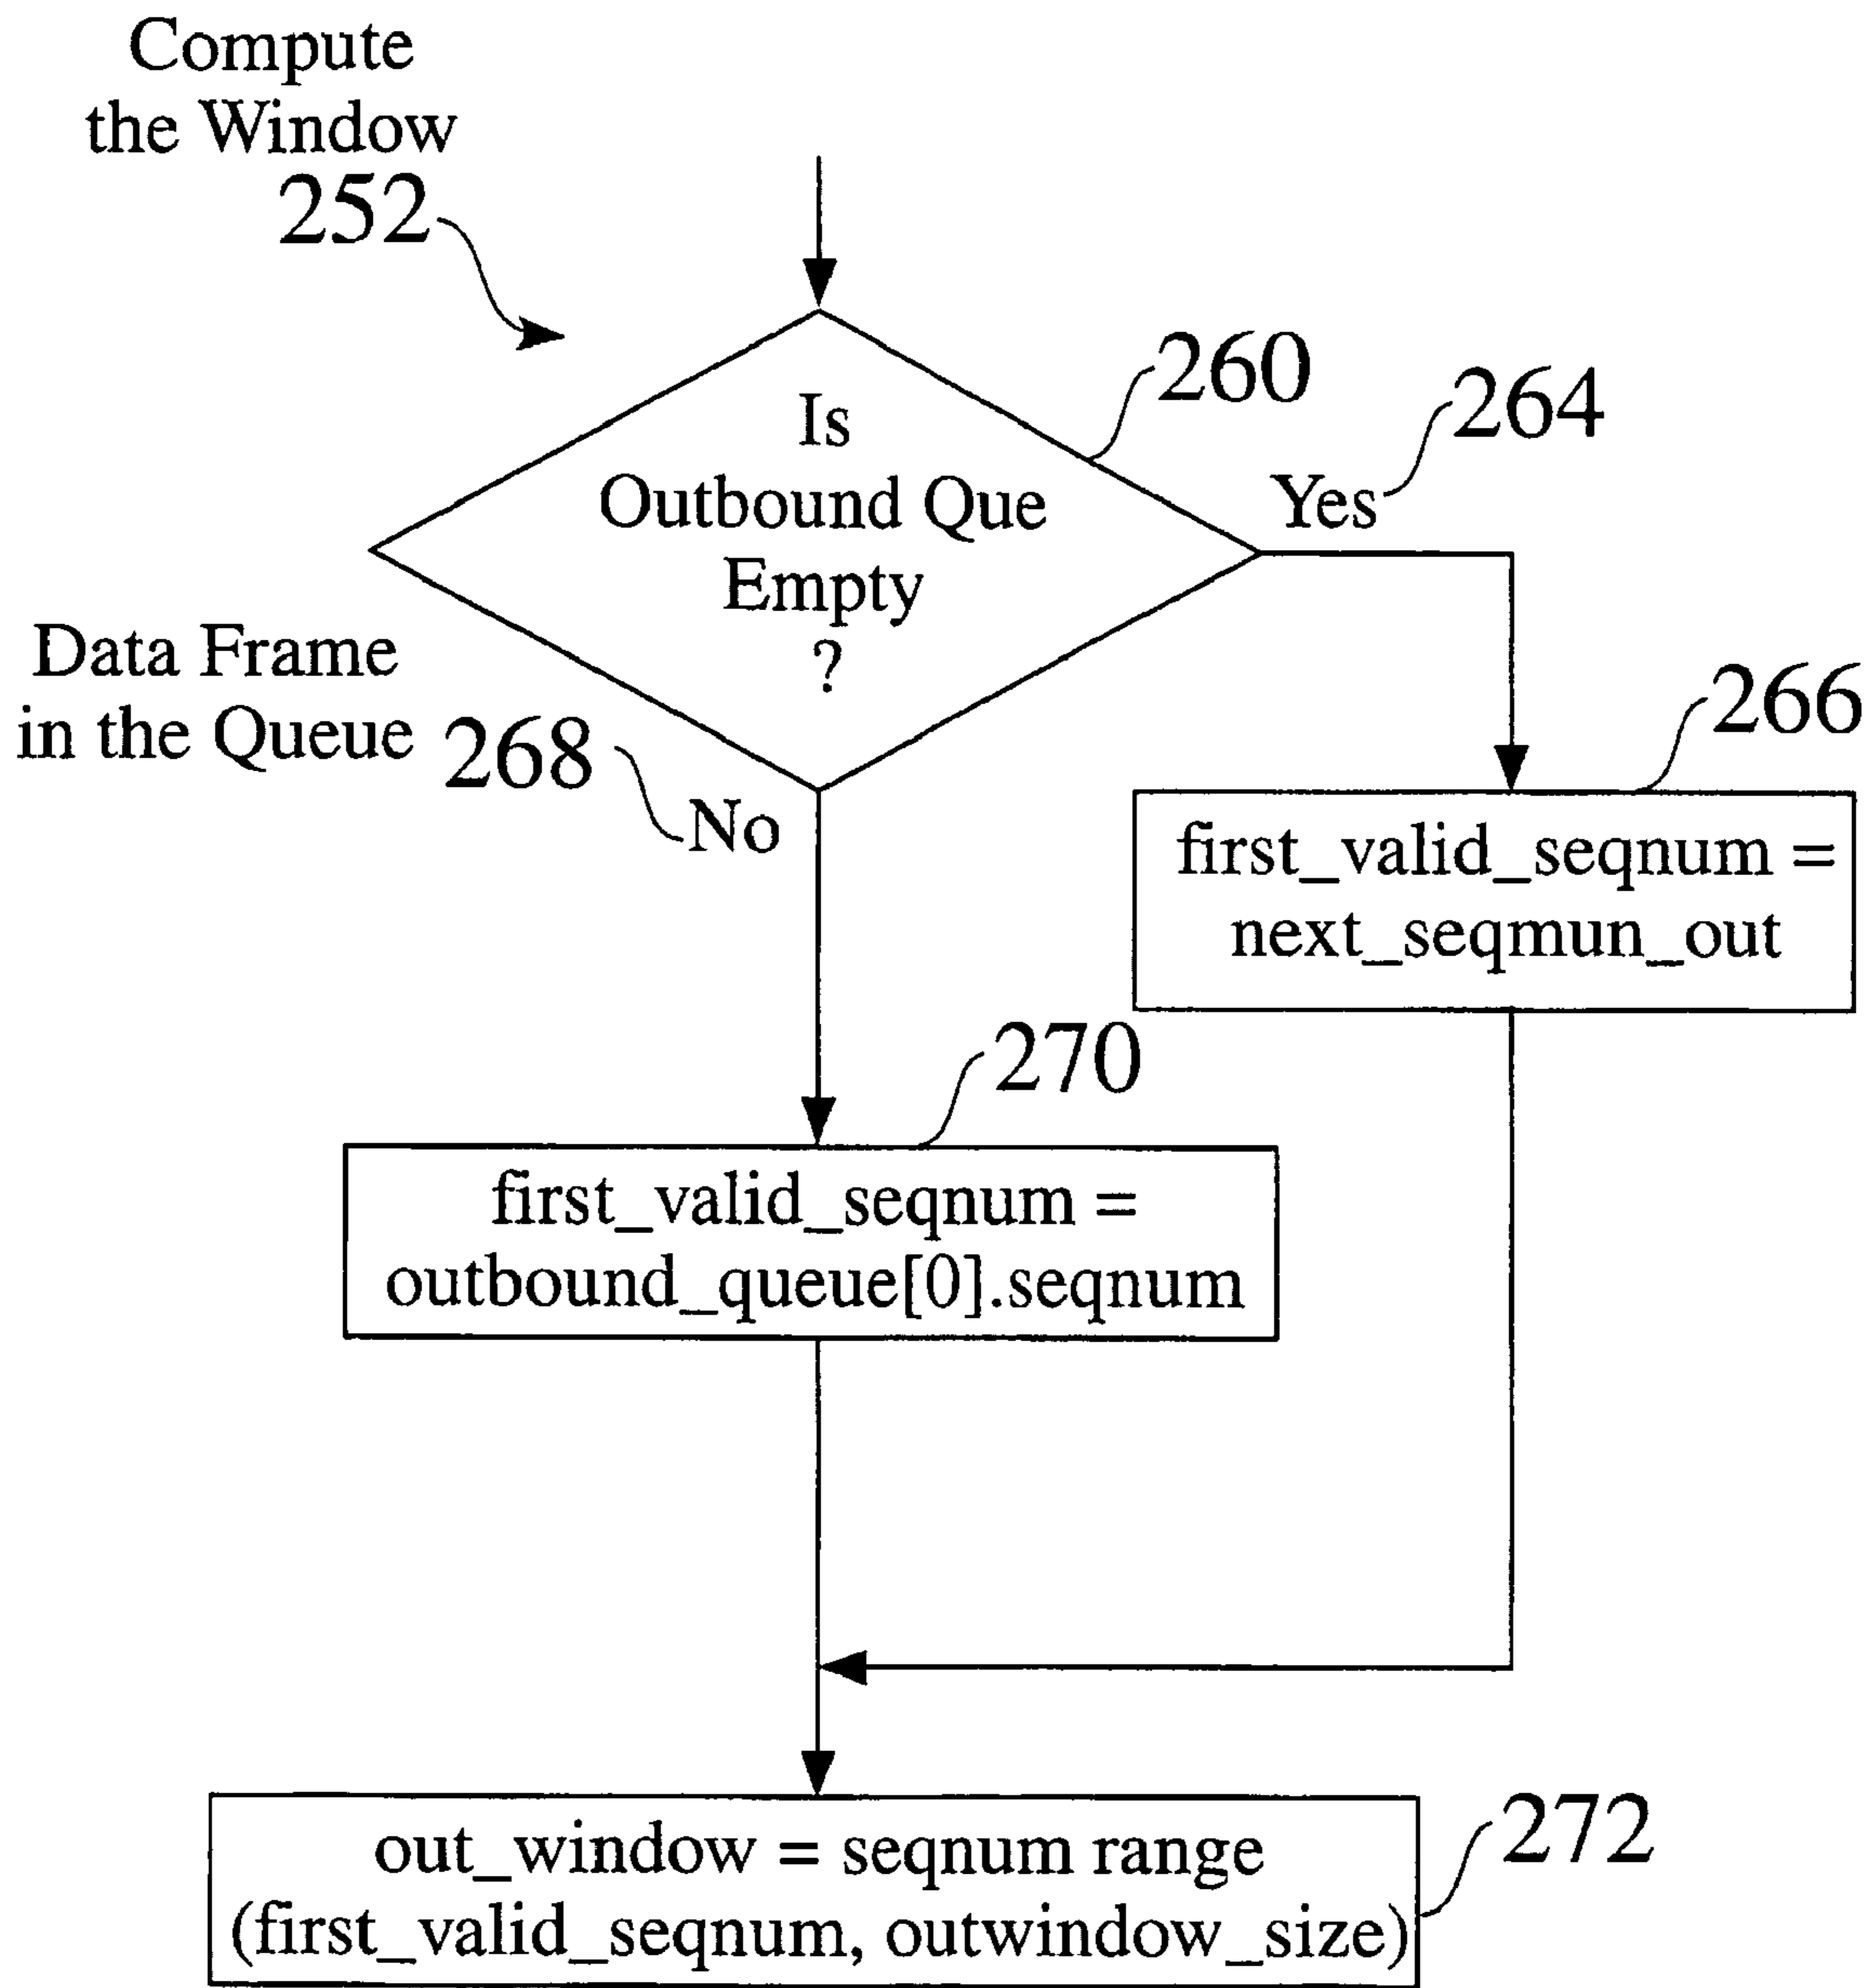 Compute
the Window
252
Is
Outbound Que
Empty
?
260
Yes
264
Data Frame
in the Queue
268
No
266
first_valid_seqnum =
next_seqmun_out
270
first_valid_seqnum =
outbound_queue[0].seqnum
272
out_window = seqnum range
(first_valid_seqnum, outwindow_size)